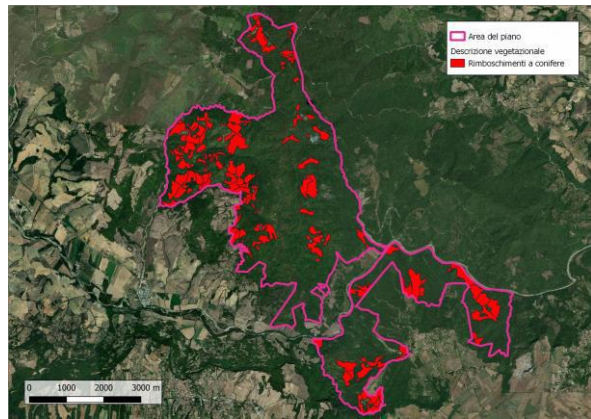 Area del piano
Descrizione vegetazionale
Rimboschimenti a conifere
0 1000 2000 3000 m